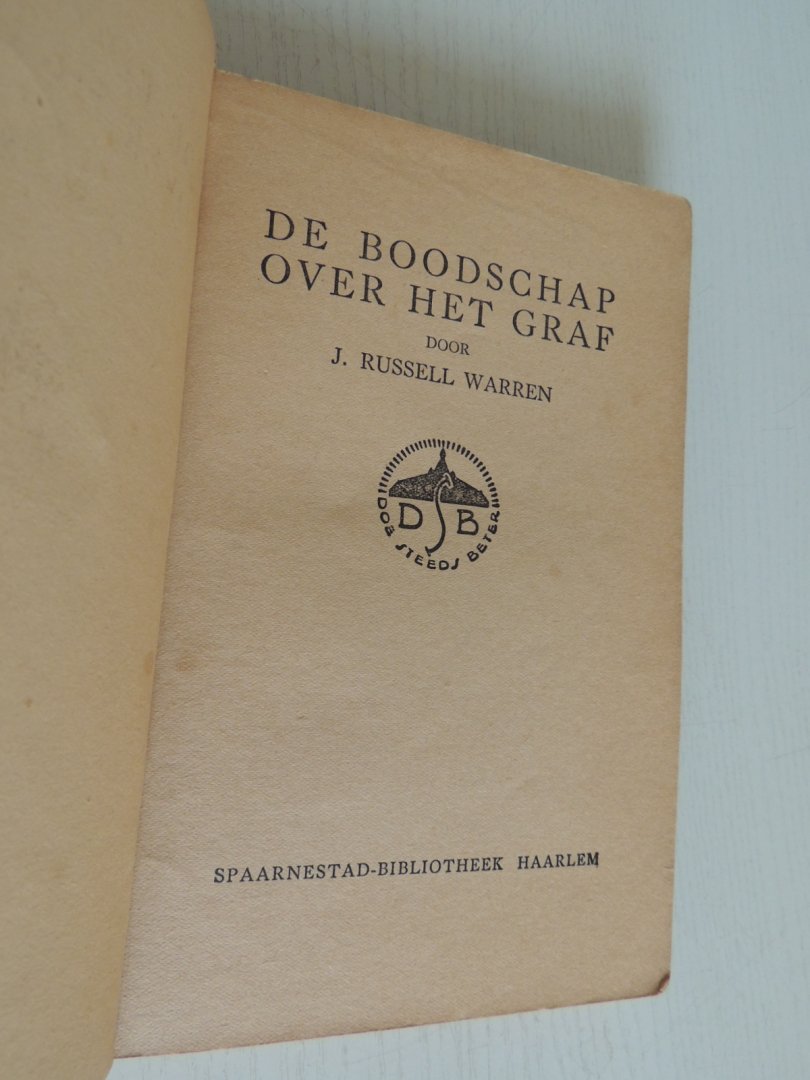 DE BOODSCHAP
OVER HET GRAF
DOOR
J. RUSSELL WARREN
D S B
DOE STEEDS BETER
SPAARNESTAD-BIBLIOTHEEK HAARLEM